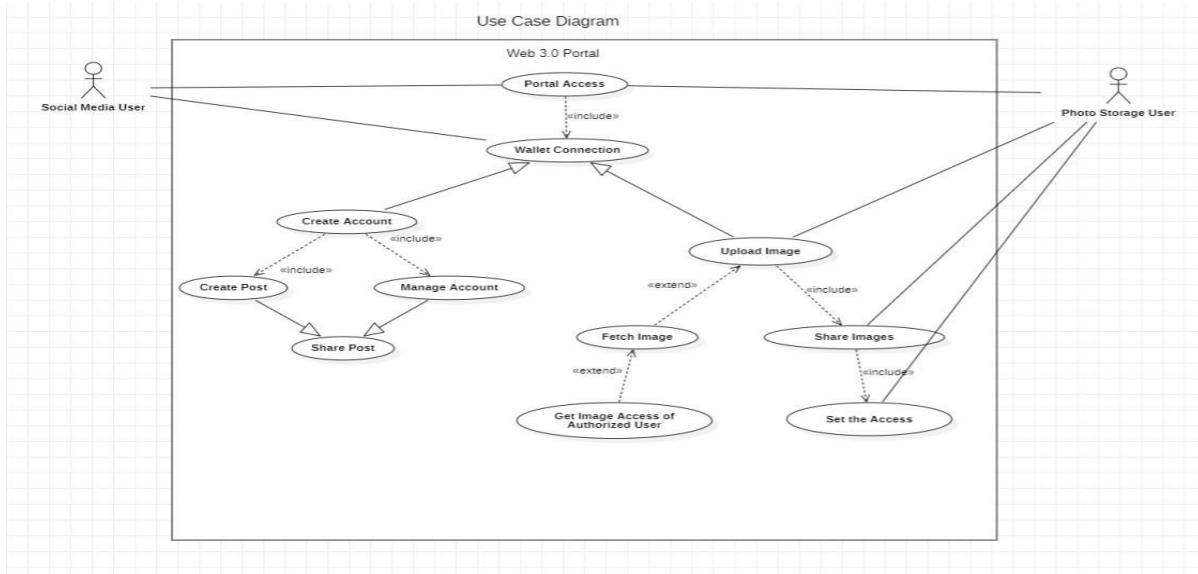 Use Case Diagram
Web 3.0 Portal
Portal Access
Social Media User
Photo Storage User
«include»
Wallet Connection
Create Account
«include»
Upload Image
«include»
Create Post
Manage Account
«extend»
«include»
Fetch Image
Share Images
Share Post
«extend»
«include»
Get Image Access of
Authorized User
Set the Access